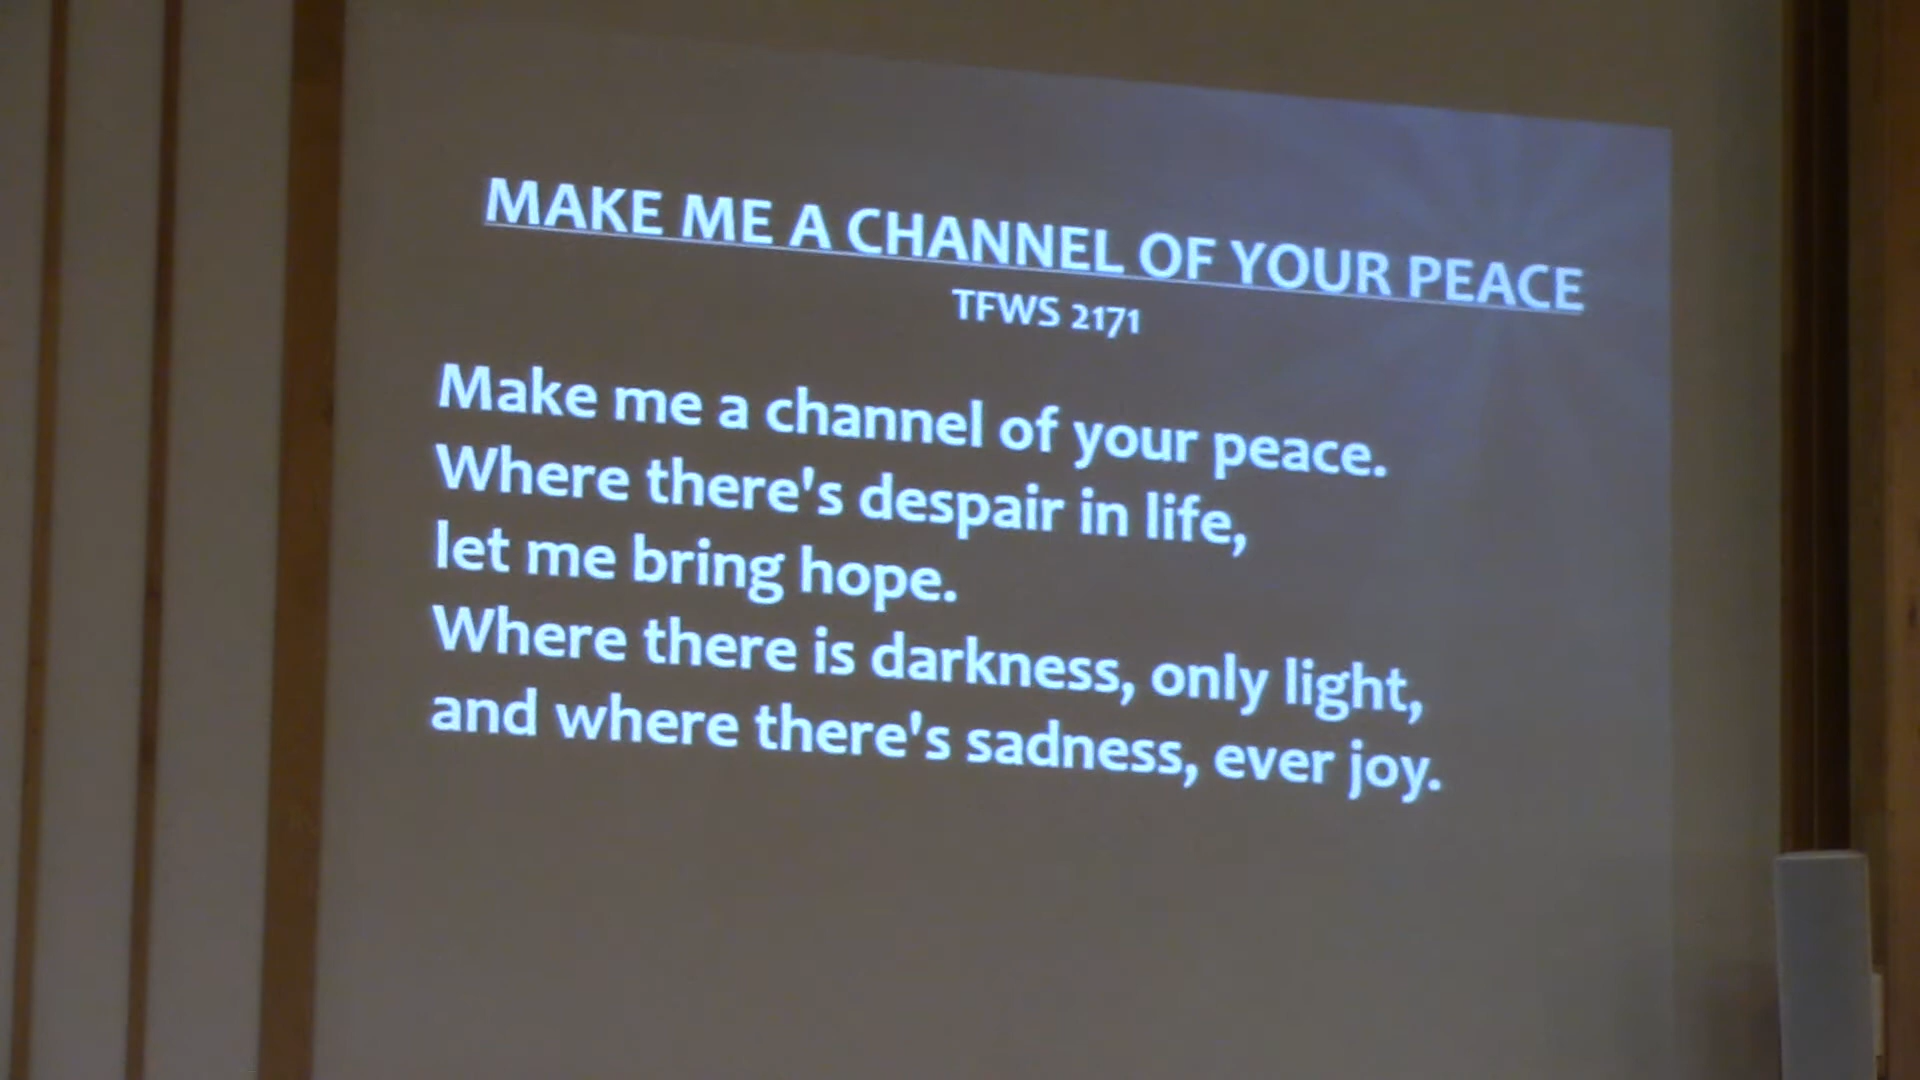 MAKE ME A CHANNEL OF YOUR PEACE
TFWS 2171
Make me a channel of your peace.
Where there's despair in life,
let me bring hope.
Where there is darkness, only light,
and where there's sadness, ever joy.